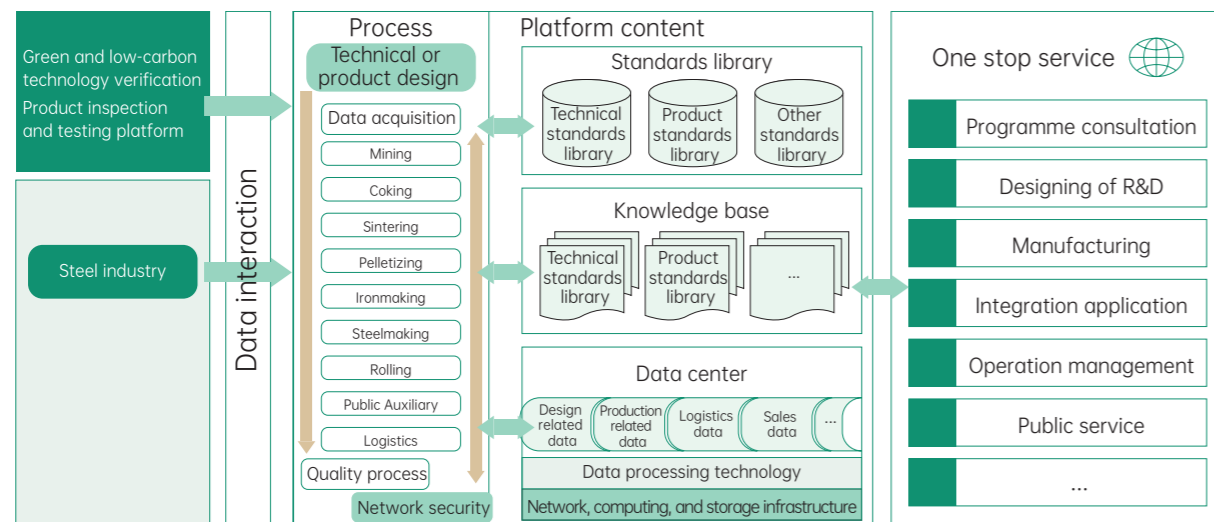 Green and low-carbon
technology verification
Product inspection
and testing platform
Steel industry
Data interaction
Process
Technical or
product design
Data acquisition
Mining
Coking
Sintering
Pelletizing
Ironmaking
Steelmaking
Rolling
Public Auxiliary
Logistics
Quality process
Network security
Platform content
Standards library
Technical
standards
library
Product
standards
library
Other
standards
library
Knowledge base
Technical
standards
library
Product
standards
library
...
Data center
Design
related
data
Production
related
data
Logistics
data
Sales
data
...
Data processing technology
Network, computing, and storage infrastructure
One stop service
Programme consultation
Designing of R&D
Manufacturing
Integration application
Operation management
Public service
...